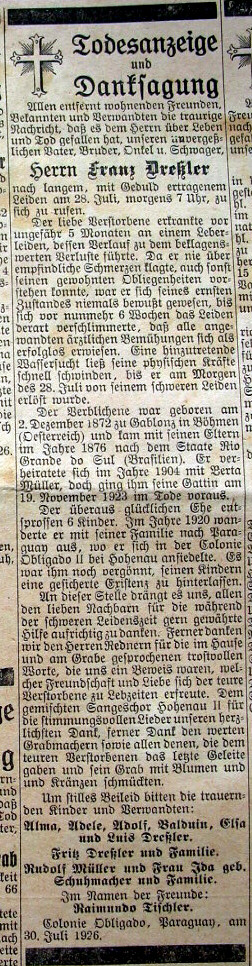 Todesanzeige
und
Danksagung
Allen entfernt wohnenden Freunden,
Bekannten und Verwandten die traurige
Nachricht, daß es dem Herrn über Leben
und Tod gefallen hat, unseren unvergeß-
lichen Vater, Bruder, Onkel u. Schwager,
Herrn Franz Dreßler
nach langem, mit Geduld ertragenem
Leiden am 28. Juli, morgens 7 Uhr, zu
sich zu rufen.
Der liebe Verstorbene erkrankte vor
ungefähr 5 Monaten an einem Leber-
leiden, dessen Verlauf zu dem beklagens-
werten Verluste führte. Da er nie über
empfindliche Schmerzen klagte, auch sonst
seinen gewohnten Obliegenheiten vor-
stehen konnte, war er sich seines ernsten
Zustandes niemals bewußt gewesen, bis
sich vor nunmehr 6 Wochen das Leiden
derart verschlimmerte, daß alle ange-
wandten ärztlichen Bemühungen sich als
erfolglos erwiesen. Eine hinzutretende
Wassersucht ließ seine physischen Kräfte
schnell schwinden, bis er am Morgen
des 28. Juli von seinem schweren Leiden
erlöst wurde.
Der Verblichene war geboren am
2. Dezember 1872 zu Gablonz in Böhmen
(Oesterreich) und kam mit seinen Eltern
im Jahre 1876 nach dem Staate Rio
Grande do Sul (Brasilien). Er ver-
heiratete sich im Jahre 1904 mit Berta
Müller, doch ging ihm seine Gattin am
19. November 1923 im Tode voraus.
Der überaus glücklichen Ehe ent-
sprossen 6 Kinder. Im Jahre 1920 wan-
derte er mit seiner Familie nach Para-
guay aus, wo er sich in der Colonie
Obligado II bei Hohenau ansiedelte. Es
war ihm noch vergönnt, seinen Kindern
eine gesicherte Existenz zu hinterlassen.
An dieser Stelle drängt es uns, allen
den lieben Nachbarn für die während
der schweren Leidenszeit gern gewährte
Hilfe aufrichtig zu danken. Ferner danken
wir den Herren Rednern für die im Hause
und am Grabe gesprochenen trostvollen
Worte, die uns ein Beweis waren, wel-
cher Freundschaft und Liebe sich der teure
Verstorbene zu Lebzeiten erfreute. Dem
gemischten Sangeschor Hohenau II für
die stimmungsvollen Lieder unseren herz-
lichsten Dank, ferner Dank den werten
Grabmachern sowie allen denen, die dem
teuren Verstorbenen das letzte Geleite
gaben und sein Grab mit Blumen und
und Kränzen schmückten.
Um stilles Beileid bitten die trauern-
den Kinder und Verwandten:
Alma, Adele, Adolf, Balduin, Elsa
und Luis Dreßler.
Fritz Dreßler und Familie.
Rudolf Müller und Frau Ida geb.
Schuhmacher und Familie.
Im Namen der Freunde:
Raimundo Tischler.
Colonie Obligado, Paraguay, am
30. Juli 1926.